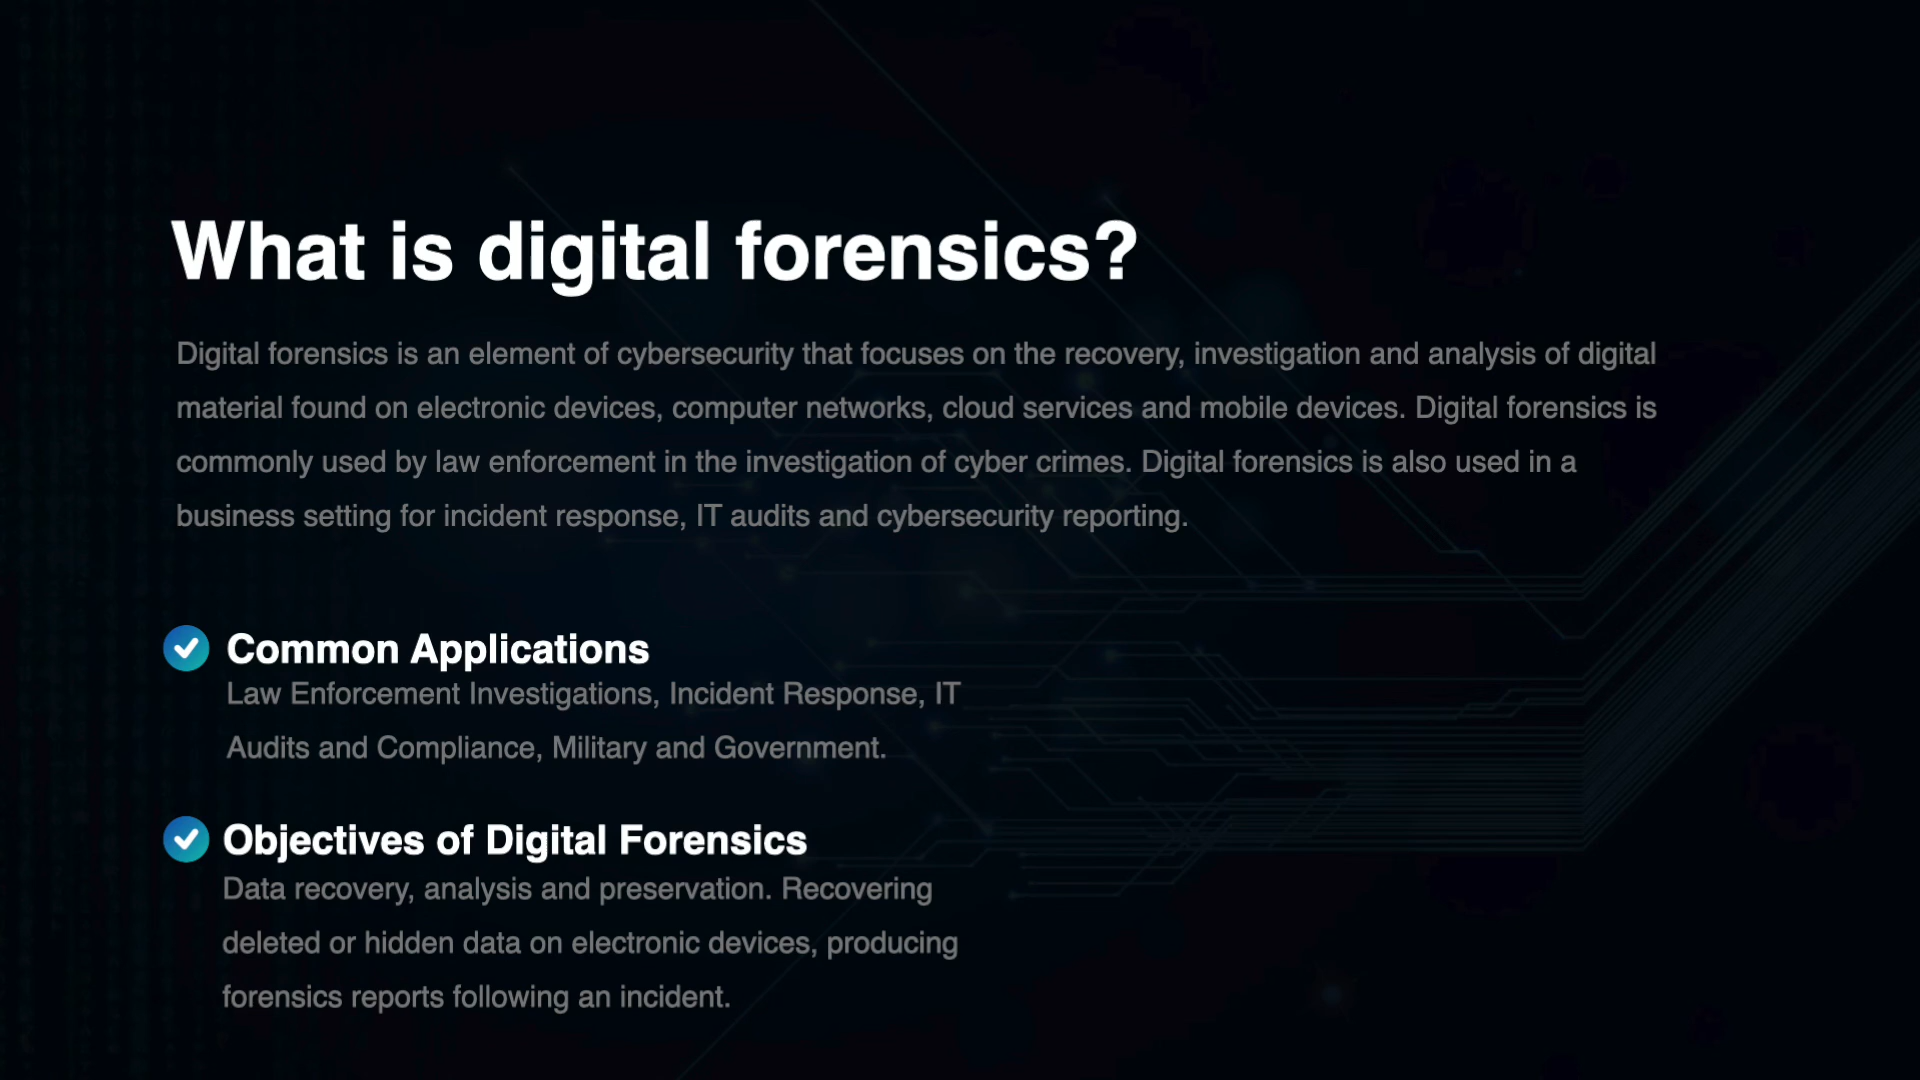 What is digital forensics?
Digital forensics is an element of cybersecurity that focuses on the recovery, investigation and analysis of digital
material found on electronic devices, computer networks, cloud services and mobile devices. Digital forensics is
commonly used by law enforcement in the investigation of cyber crimes. Digital forensics is also used in a
business setting for incident response, IT audits and cybersecurity reporting.
Common Applications
Law Enforcement Investigations, Incident Response, IT
Audits and Compliance, Military and Government.
Objectives of Digital Forensics
Data recovery, analysis and preservation. Recovering
deleted or hidden data on electronic devices, producing
forensics reports following an incident.